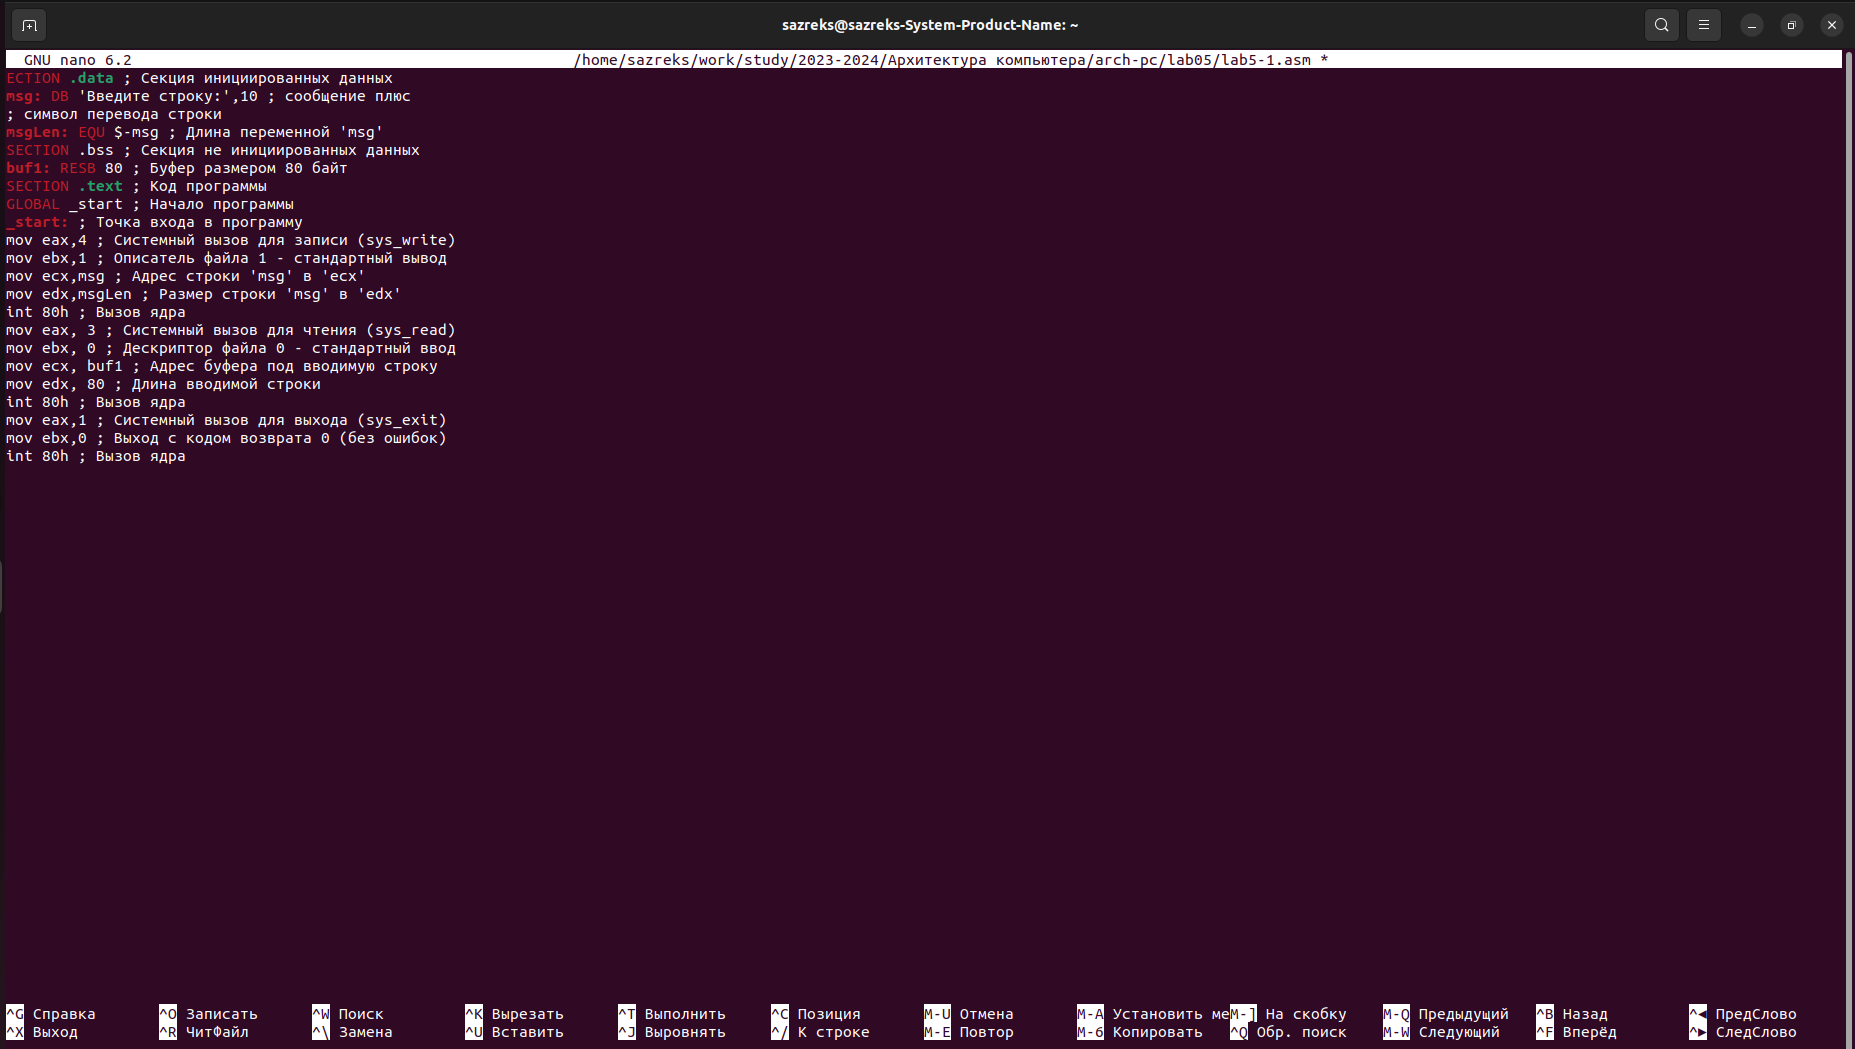 sazreks@sazreks-System-Product-Name: ~
GNU nano 6.2 /home/sazreks/work/study/2023-2024/Архитектура компьютера/arch-pc/lab05/lab5-1.asm *
ECTION .data ; Секция инициированных данных
msg: DB 'Введите строку:',10 ; сообщение плюс
; символ перевода строки
msgLen: EQU $-msg ; Длина переменной 'msg'
SECTION .bss ; Секция не инициированных данных
buf1: RESB 80 ; Буфер размером 80 байт
SECTION .text ; Код программы
GLOBAL _start ; Начало программы
_start: ; Точка входа в программу
mov eax,4 ; Системный вызов для записи (sys_write)
mov ebx,1 ; Описатель файла 1 - стандартный вывод
mov ecx,msg ; Адрес строки 'msg' в 'ecx'
mov edx,msgLen ; Размер строки 'msg' в 'edx'
int 80h ; Вызов ядра
mov eax, 3 ; Системный вызов для чтения (sys_read)
mov ebx, 0 ; Дескриптор файла 0 - стандартный ввод
mov ecx, buf1 ; Адрес буфера под вводимую строку
mov edx, 80 ; Длина вводимой строки
int 80h ; Вызов ядра
mov eax,1 ; Системный вызов для выхода (sys_exit)
mov ebx,0 ; Выход с кодом возврата 0 (без ошибок)
int 80h ; Вызов ядра
^G Справка ^O Записать ^W Поиск ^K Вырезать ^T Выполнить ^C Позиция M-U Отмена M-A Установить ме M-] На скобку M-Q Предыдущий ^B Назад ^◀ ПредСлово
^X Выход ^R ЧитФайл ^\ Замена ^U Вставить ^J Выровнять ^/ К строке M-E Повтор M-6 Копировать ^Q Обр. поиск M-W Следующий ^F Вперёд ^▶ СледСлово